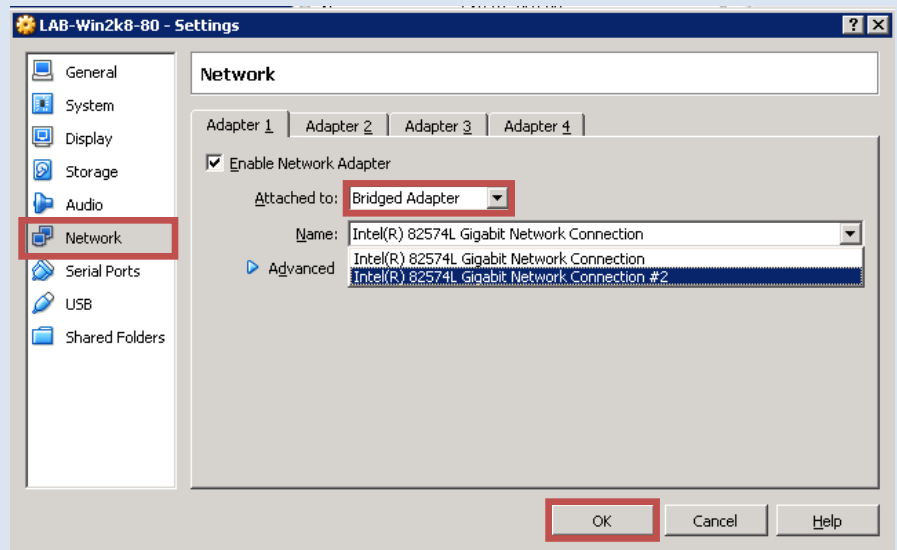 LAB-Win2k8-80 - Settings
General
System
Display
Storage
Audio
Network
Serial Ports
USB
Shared Folders
Network
Adapter 1 Adapter 2 Adapter 3 Adapter 4
Enable Network Adapter
Attached to: Bridged Adapter
Name: Intel(R) 82574L Gigabit Network Connection
Intel(R) 82574L Gigabit Network Connection
Advanced
Intel(R) 82574L Gigabit Network Connection #2
OK Cancel Help